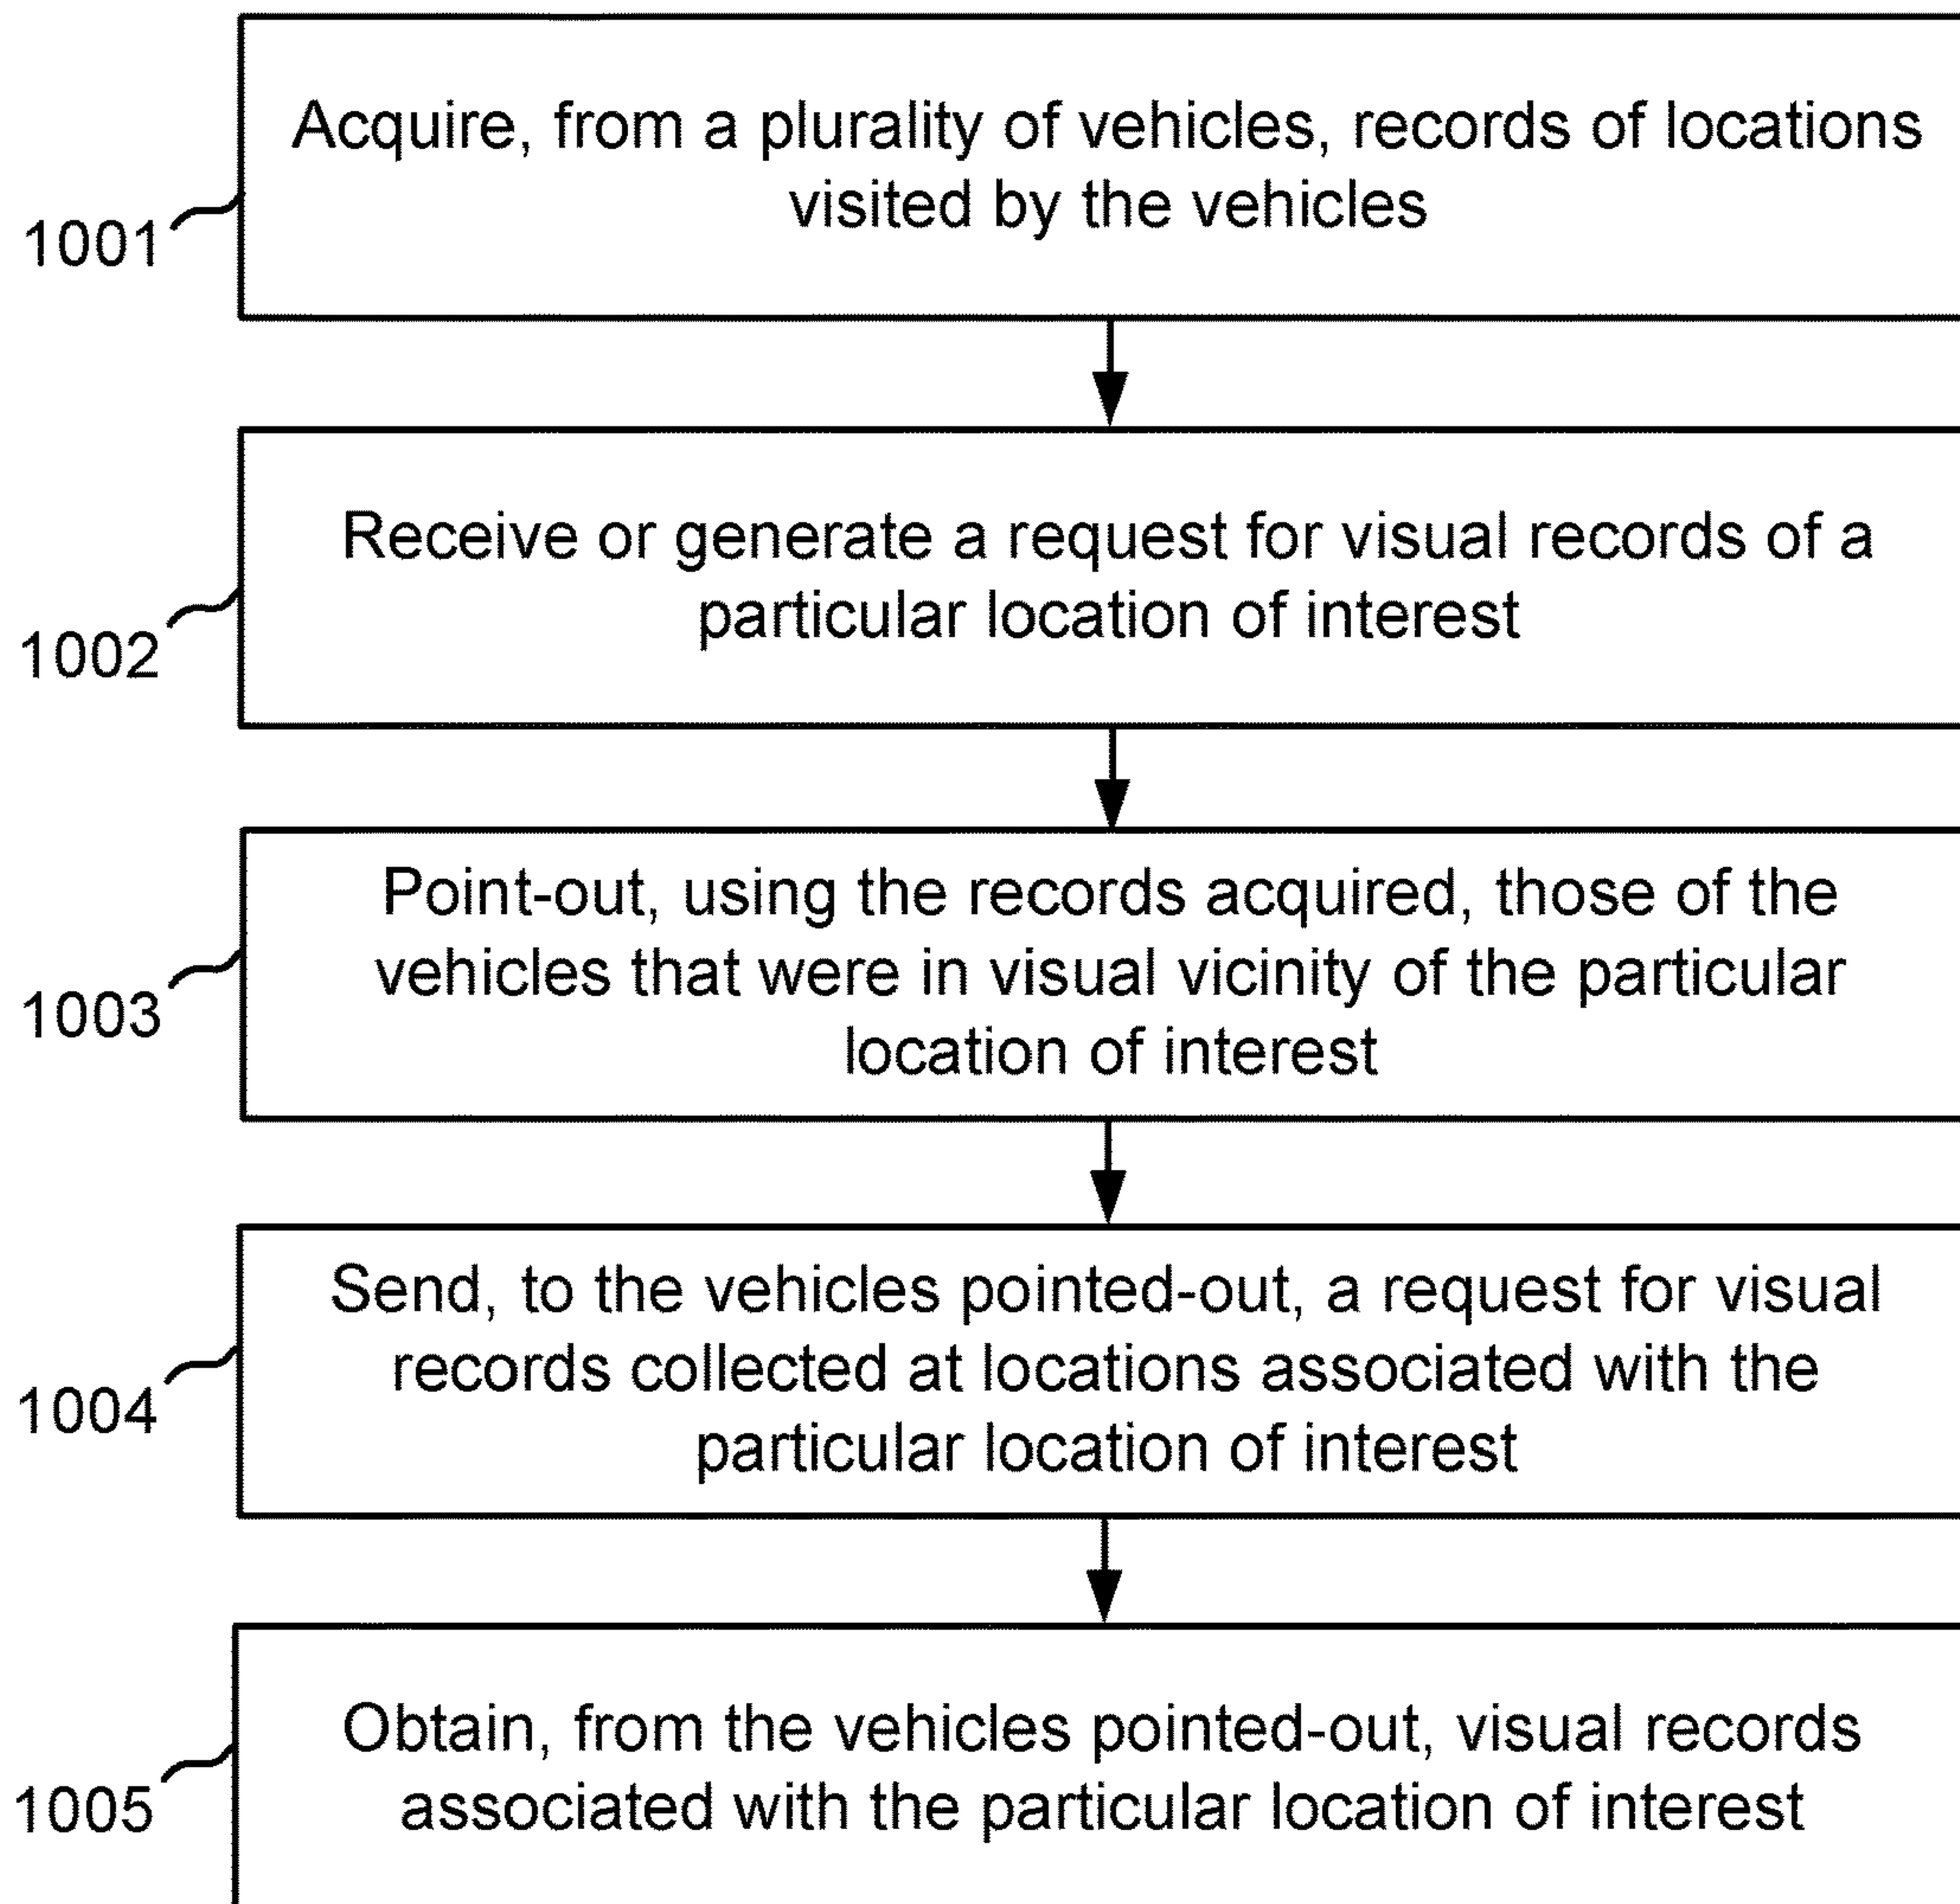 Acquire, from a plurality of vehicles, records of locations
visited by the vehicles
1001
Receive or generate a request for visual records of a
particular location of interest
1002
Point-out, using the records acquired, those of the
vehicles that were in visual vicinity of the particular
location of interest
1003
Send, to the vehicles pointed-out, a request for visual
records collected at locations associated with the
particular location of interest
1004
Obtain, from the vehicles pointed-out, visual records
associated with the particular location of interest
1005